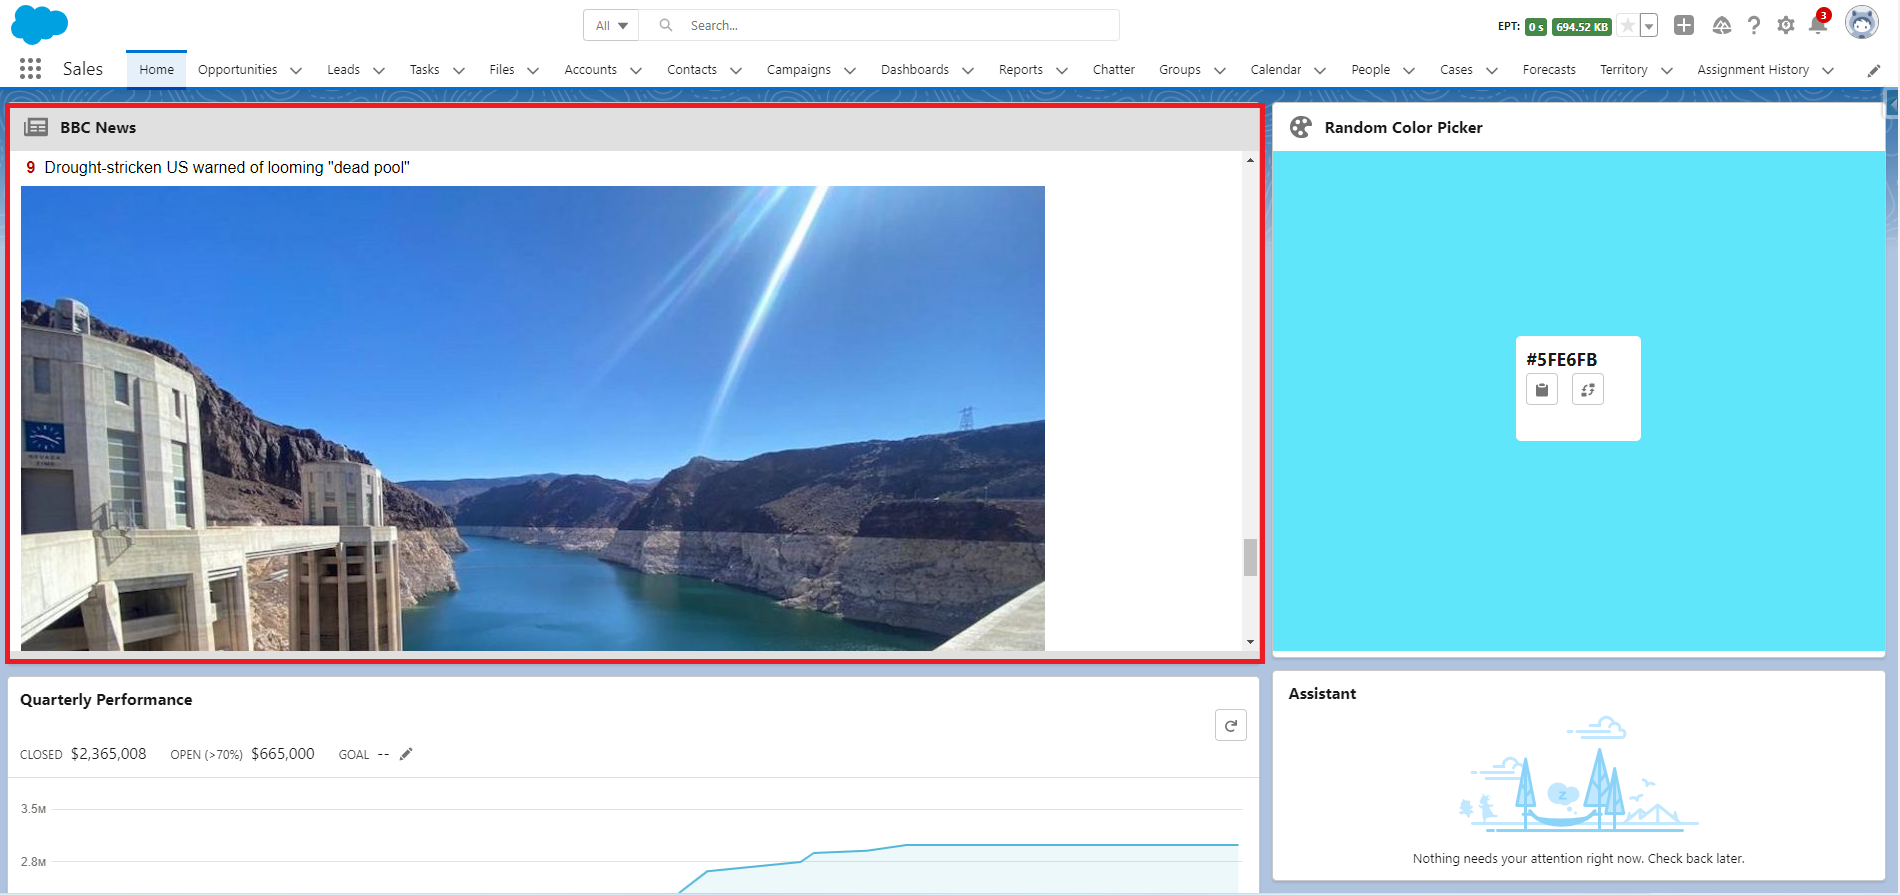 All
Search...
EPT: 0 s 694.52 KB
3
Sales
Home
Opportunities
Leads
Tasks
Files
Accounts
Contacts
Campaigns
Dashboards
Reports
Chatter
Groups
Calendar
People
Cases
Forecasts
Territory
Assignment History
BBC News
9 Drought-stricken US warned of looming "dead pool"
NEVADA
TIME
Random Color Picker
#5FE6FB
Quarterly Performance
CLOSED $2,365,008 OPEN (>70%) $665,000 GOAL --
3.5M
2.8M
Assistant
z
Nothing needs your attention right now. Check back later.